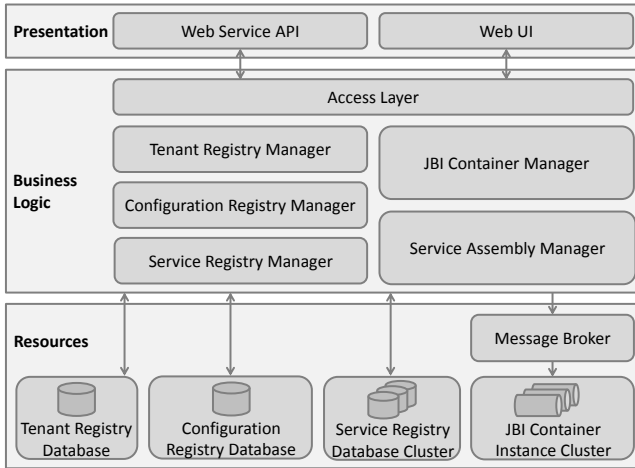 Presentation
Web Service API
Web UI
Access Layer
Tenant Registry Manager
JBI Container Manager
Business
Logic
Configuration Registry Manager
Service Registry Manager
Service Assembly Manager
Resources
Message Broker
Tenant Registry
Database
Configuration
Registry Database
Service Registry
Database Cluster
JBI Container
Instance Cluster